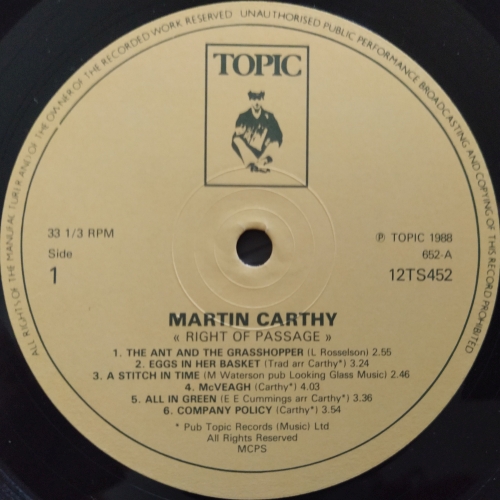 ALL RIGHTS OF THE MANUFACTURER AND OF THE OWNER OF THE RECORDED WORK RESERVED UNAUTHORISED PUBLIC PERFORMANCE BROADCASTING AND COPYING OF THIS RECORD PROHIBITED
TOPIC
33 1/3 RPM
Side
1
℗ TOPIC 1988
652-A
12TS452
MARTIN CARTHY
« RIGHT OF PASSAGE »
1. THE ANT AND THE GRASSHOPPER (L Rosselson) 2.55
2. EGGS IN HER BASKET (Trad arr Carthy*) 3.24
3. A STITCH IN TIME (M Waterson pub Looking Glass Music) 2.46
4. McVEAGH (Carthy*) 4.03
5. ALL IN GREEN (E E Cummings arr Carthy*) 3.36
6. COMPANY POLICY (Carthy*) 3.54
* Pub Topic Records (Music) Ltd
All Rights Reserved
MCPS